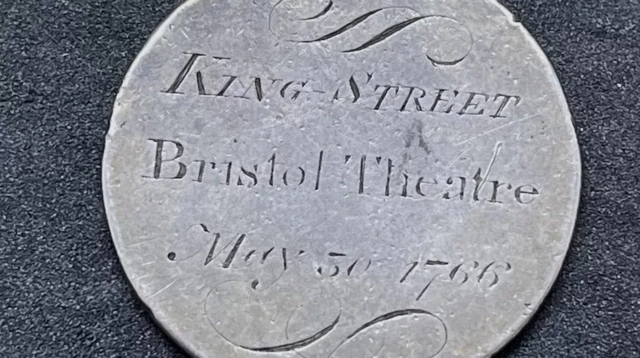 KING-STREET
Bristol Theatre
May 30 1766